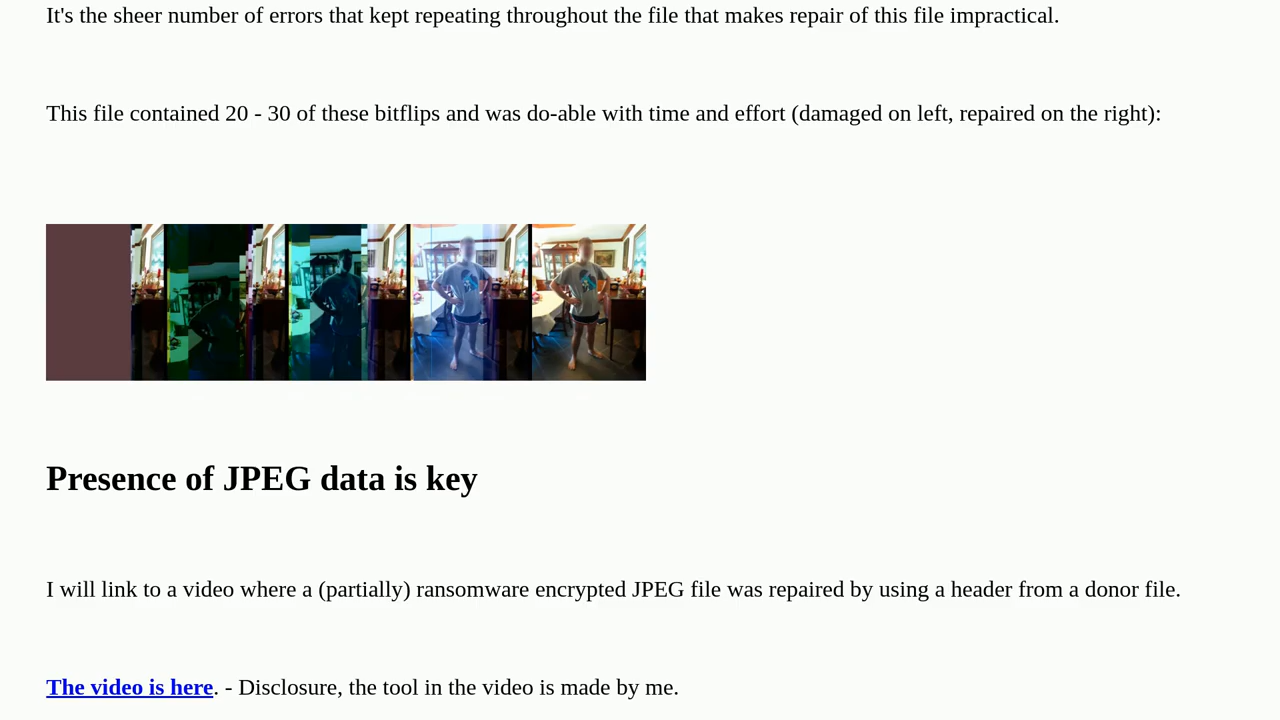 It's the sheer number of errors that kept repeating throughout the file that makes repair of this file impractical.
This file contained 20 - 30 of these bitflips and was do-able with time and effort (damaged on left, repaired on the right):
Presence of JPEG data is key
I will link to a video where a (partially) ransomware encrypted JPEG file was repaired by using a header from a donor file.
The video is here. - Disclosure, the tool in the video is made by me.